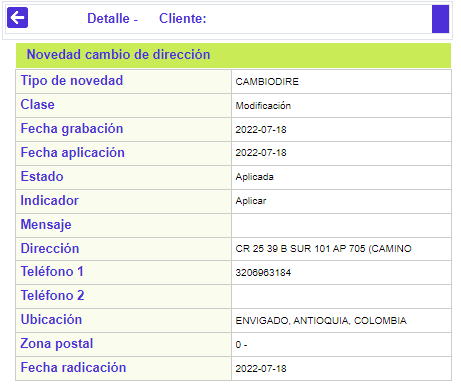 Detalle - Cliente:
Novedad cambio de dirección
Tipo de novedad CAMBIODIRE
Clase Modificación
Fecha grabación 2022-07-18
Fecha aplicación 2022-07-18
Estado Aplicada
Indicador Aplicar
Mensaje
Dirección CR 25 39 B SUR 101 AP 705 (CAMINO
Teléfono 1 3206963184
Teléfono 2
Ubicación ENVIGADO, ANTIOQUIA, COLOMBIA
Zona postal 0 -
Fecha radicación 2022-07-18